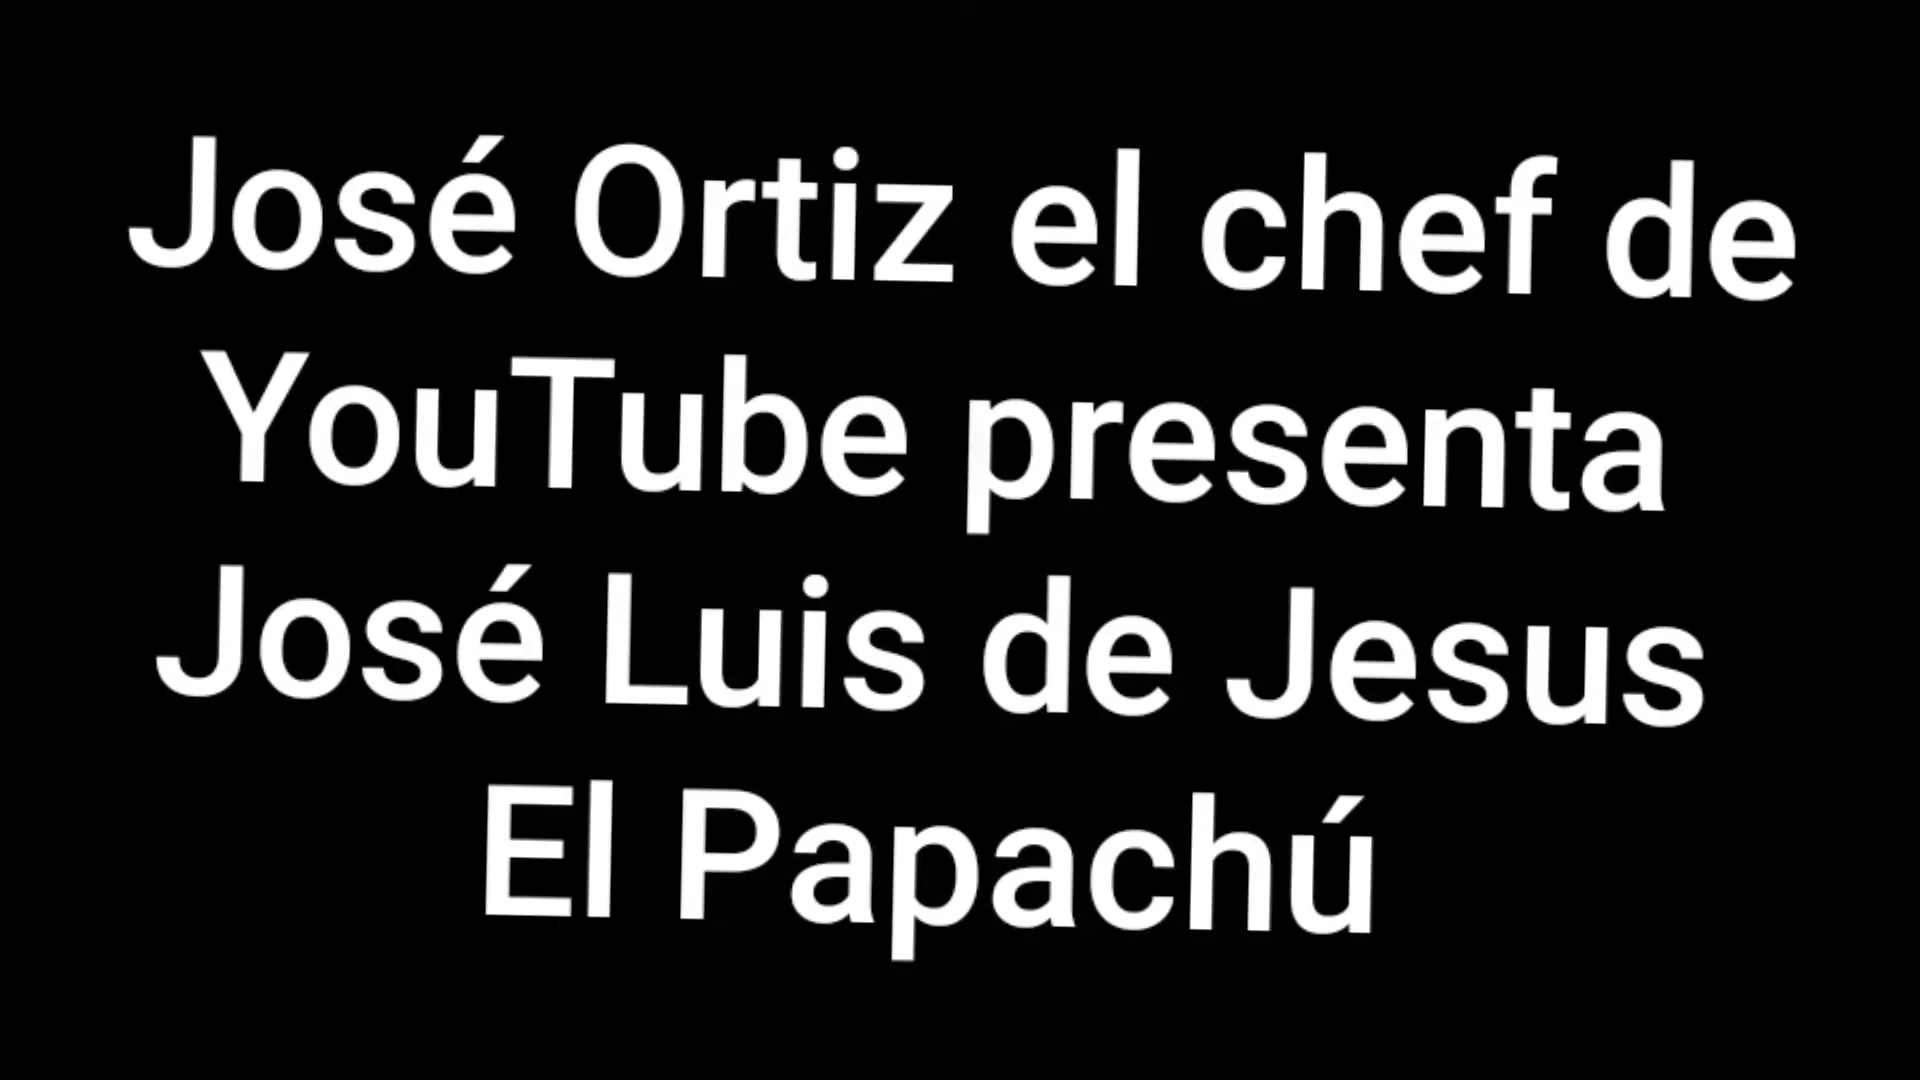 José Ortiz el chef de
YouTube presenta
José Luis de Jesus
El Papachú